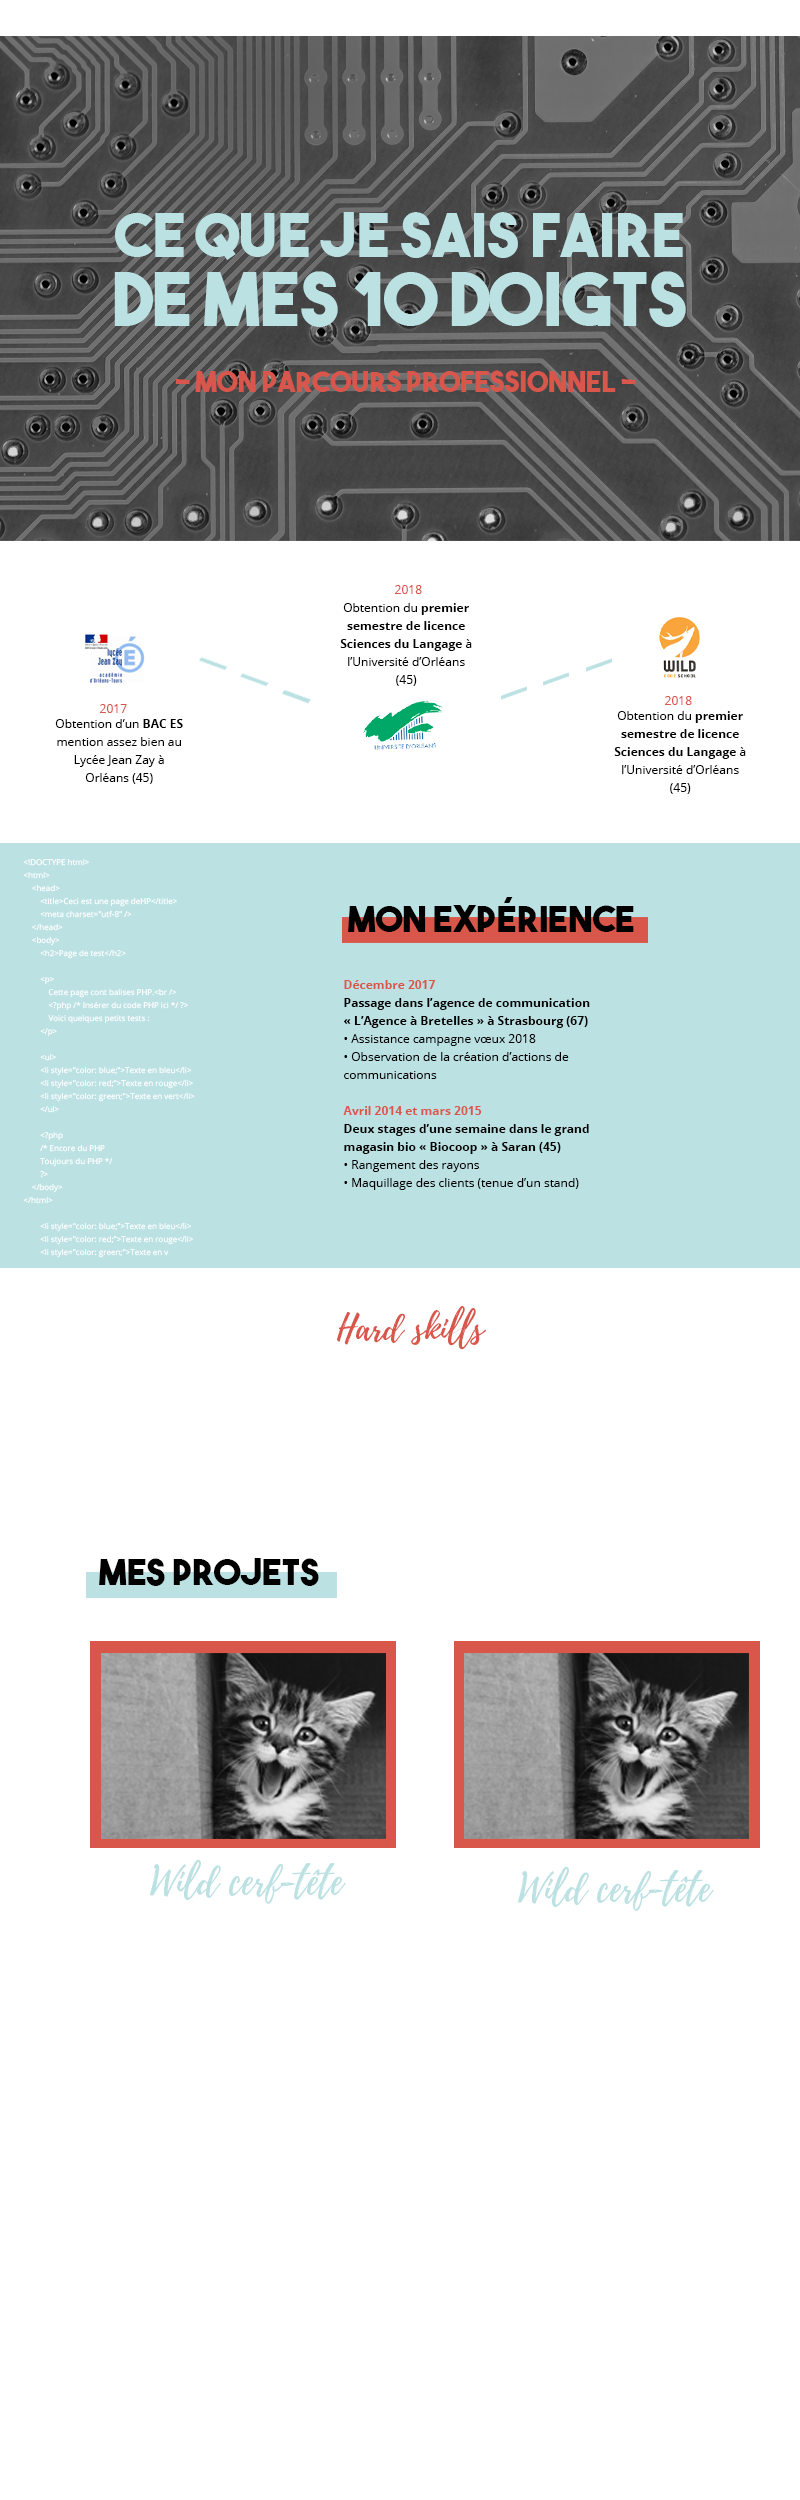 CE QUE JE SAIS FAIRE
DE MES 10 DOIGTS
- MON PARCOURS PROFESSIONNEL -
lycée
Jean Zay
académie
d'Orléans-Tours
2017
Obtention d’un BAC ES
mention assez bien au
Lycée Jean Zay à
Orléans (45)
2018
Obtention du premier
semestre de licence
Sciences du Langage à
l’Université d’Orléans
(45)
UNIVERSITÉ D'ORLÉANS
WILD
CODE SCHOOL
2018
Obtention du premier
semestre de licence
Sciences du Langage à
l’Université d’Orléans
(45)
<!DOCTYPE html>
<html>
<head>
<title>Ceci est une page deHP</title>
<meta charset="utf-8" />
</head>
<body>
<h2>Page de test</h2>
<p>
Cette page cont balises PHP.<br />
<?php /* Insérer du code PHP ici */ ?>
Voici quelques petits tests :
</p>
<ul>
<li style="color: blue;">Texte en bleu</li>
<li style="color: red;">Texte en rouge</li>
<li style="color: green;">Texte en vert</li>
</ul>
<?php
/* Encore du PHP
Toujours du PHP */
?>
</body>
</html>
<li style="color: blue;">Texte en bleu</li>
<li style="color: red;">Texte en rouge</li>
<li style="color: green;">Texte en v
MON EXPÉRIENCE
Décembre 2017
Passage dans l’agence de communication
« L’Agence à Bretelles » à Strasbourg (67)
• Assistance campagne vœux 2018
• Observation de la création d’actions de
communications
Avril 2014 et mars 2015
Deux stages d’une semaine dans le grand
magasin bio « Biocoop » à Saran (45)
• Rangement des rayons
• Maquillage des clients (tenue d’un stand)
Hard skills
MES PROJETS
Wild cerf-tête
Wild cerf-tête